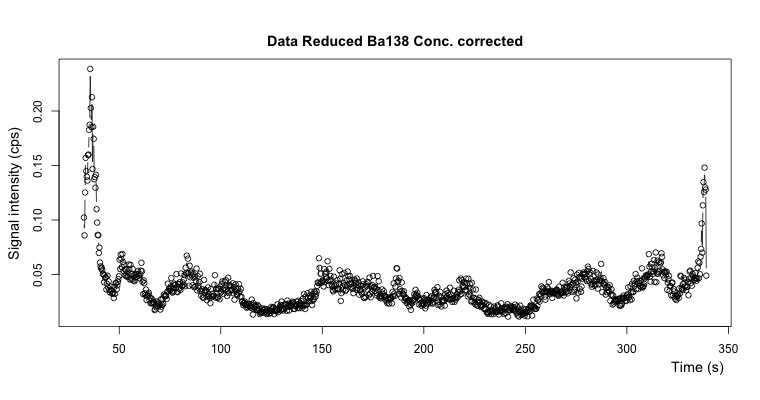 Data Reduced Ba138 Conc. corrected
Signal intensity (cps)
0.20
0.15
0.10
0.05
50 100 150 200 250 300 350
Time (s)